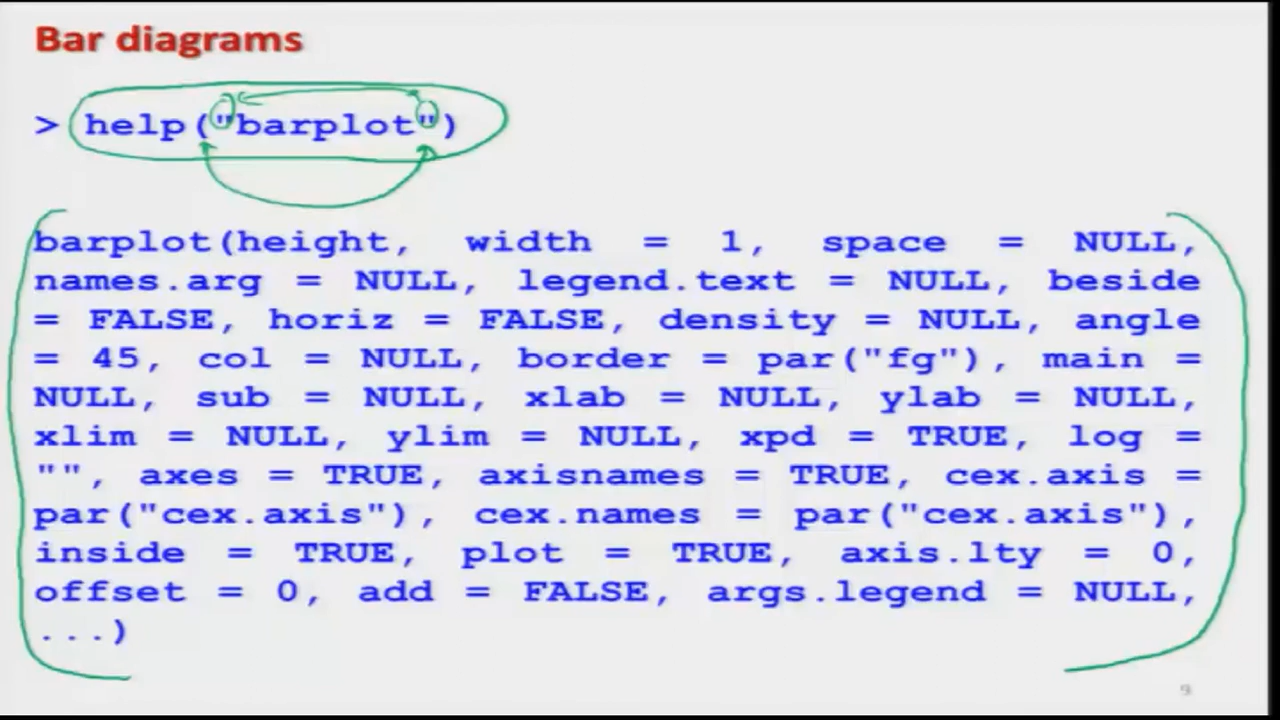 Bar diagrams
> help("barplot")
barplot(height, width = 1, space = NULL,
names.arg = NULL, legend.text = NULL, beside
= FALSE, horiz = FALSE, density = NULL, angle
= 45, col = NULL, border = par("fg"), main =
NULL, sub = NULL, xlab = NULL, ylab = NULL,
xlim = NULL, ylim = NULL, xpd = TRUE, log =
"", axes = TRUE, axisnames = TRUE, cex.axis =
par("cex.axis"), cex.names = par("cex.axis"),
inside = TRUE, plot = TRUE, axis.lty = 0,
offset = 0, add = FALSE, args.legend = NULL,
...)
9